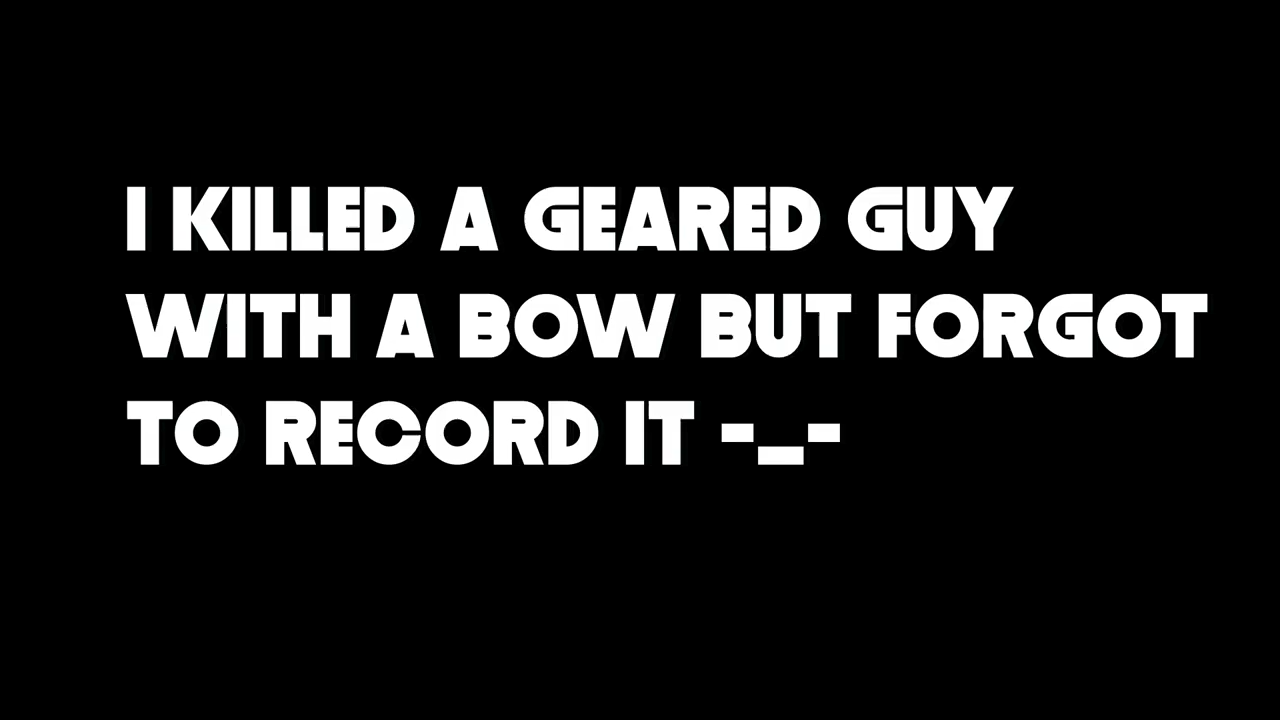 I KILLED A GEARED GUY
WITH A BOW BUT FORGOT
TO RECORD IT -_-